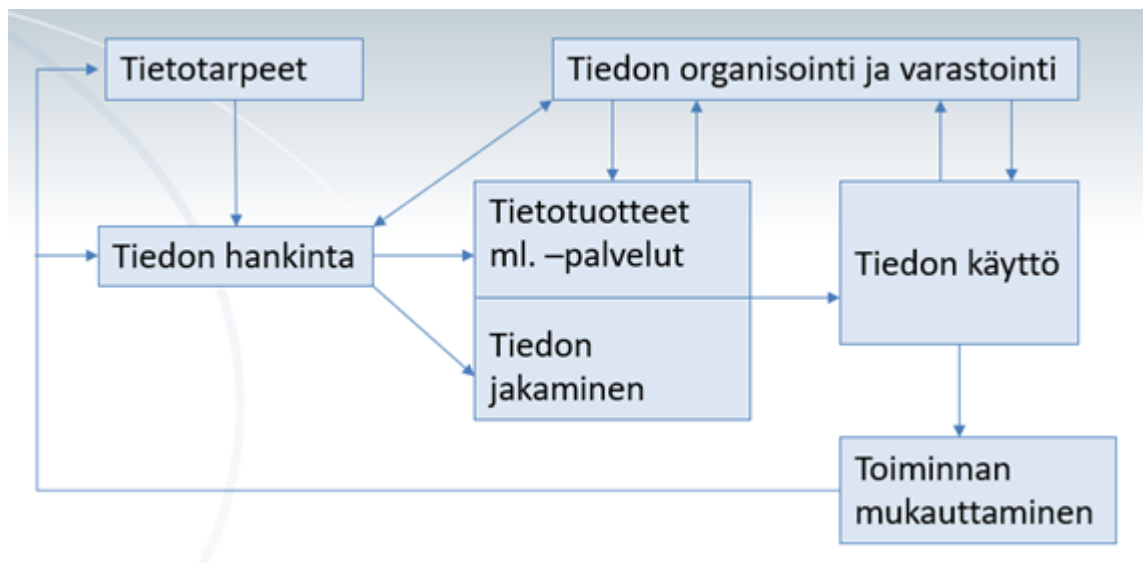 Tietotarpeet
Tiedon organisointi ja varastointi
Tiedon hankinta
Tietotuotteet
ml. –palvelut
Tiedon
jakaminen
Tiedon käyttö
Toiminnan
mukauttaminen